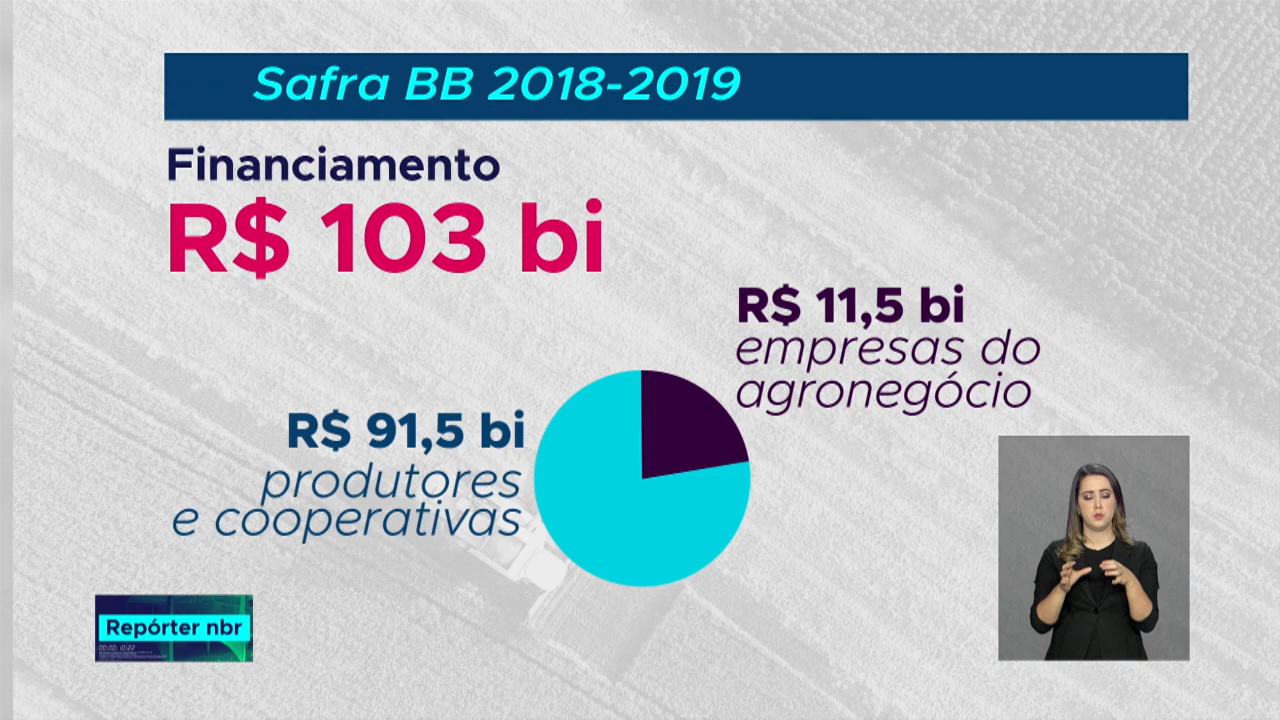 Safra BB 2018-2019
Financiamento
R$ 103 bi
R$ 11,5 bi
empresas do
agronegócio
R$ 91,5 bi
produtores
e cooperativas
Repórter nbr